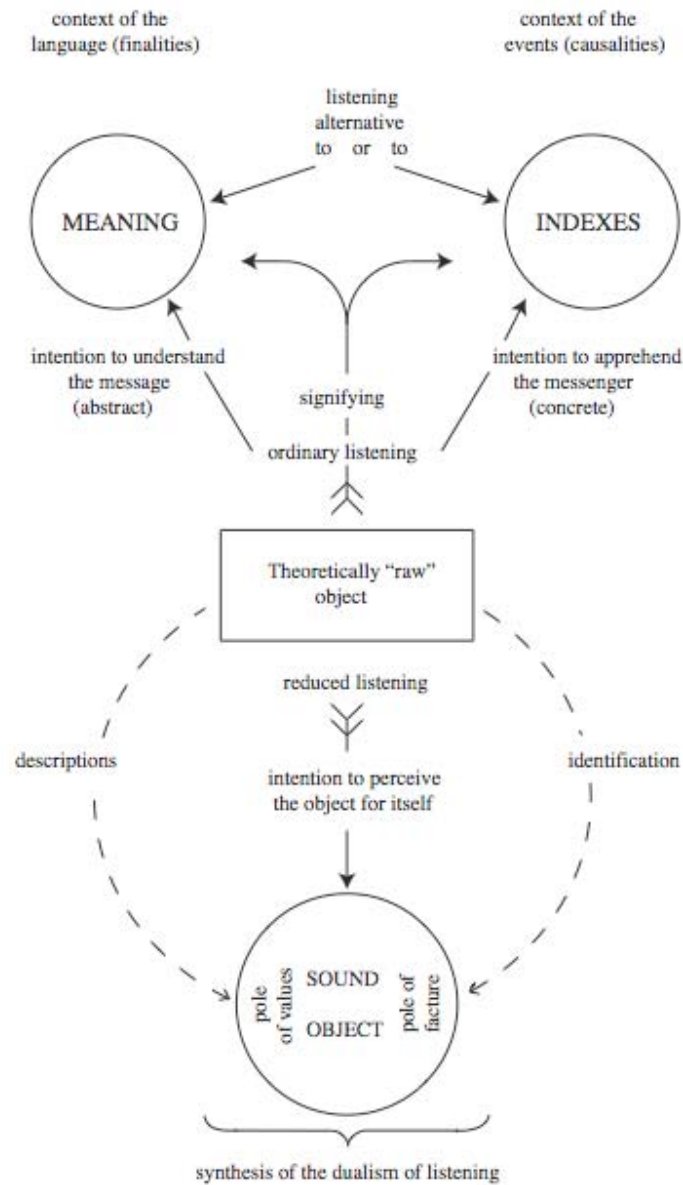 context of the
language (finalities)
context of the
events (causalities)
listening
alternative
to or to
MEANING
INDEXES
intention to understand
the message
(abstract)
intention to apprehend
the messenger
(concrete)
signifying
ordinary listening
Theoretically “raw”
object
reduced listening
descriptions
identification
intention to perceive
the object for itself
pole
of values
SOUND
OBJECT
pole of
facture
synthesis of the dualism of listening